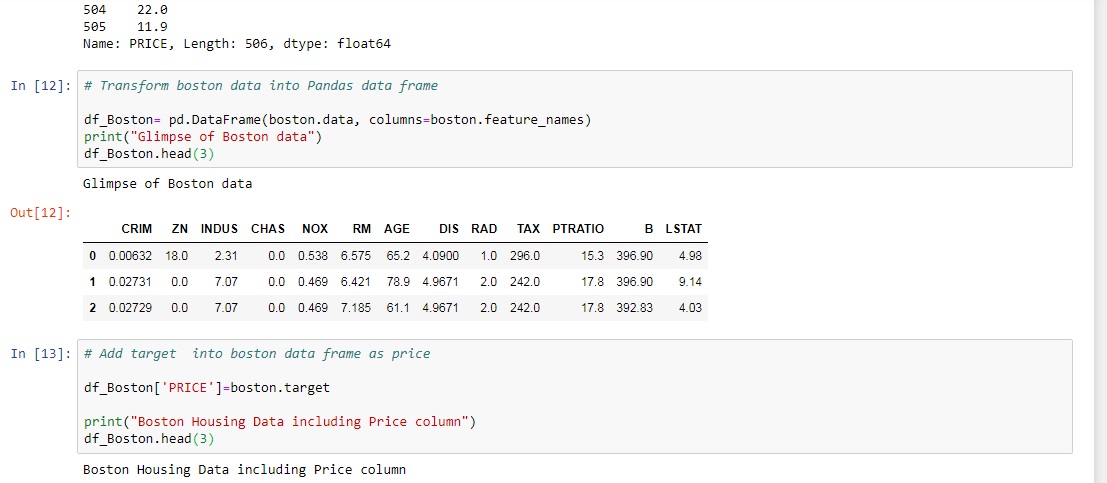 504    22.0
505    11.9
Name: PRICE, Length: 506, dtype: float64
In [12]: # Transform boston data into Pandas data frame
df_Boston= pd.DataFrame(boston.data, columns=boston.feature_names)
print("Glimpse of Boston data")
df_Boston.head(3)
Glimpse of Boston data
Out[12]:
CRIM ZN INDUS CHAS NOX RM AGE DIS RAD TAX PTRATIO B LSTAT
0 0.00632 18.0 2.31 0.0 0.538 6.575 65.2 4.0900 1.0 296.0 15.3 396.90 4.98
1 0.02731 0.0 7.07 0.0 0.469 6.421 78.9 4.9671 2.0 242.0 17.8 396.90 9.14
2 0.02729 0.0 7.07 0.0 0.469 7.185 61.1 4.9671 2.0 242.0 17.8 392.83 4.03
In [13]: # Add target  into boston data frame as price
df_Boston['PRICE']=boston.target
print("Boston Housing Data including Price column")
df_Boston.head(3)
Boston Housing Data including Price column